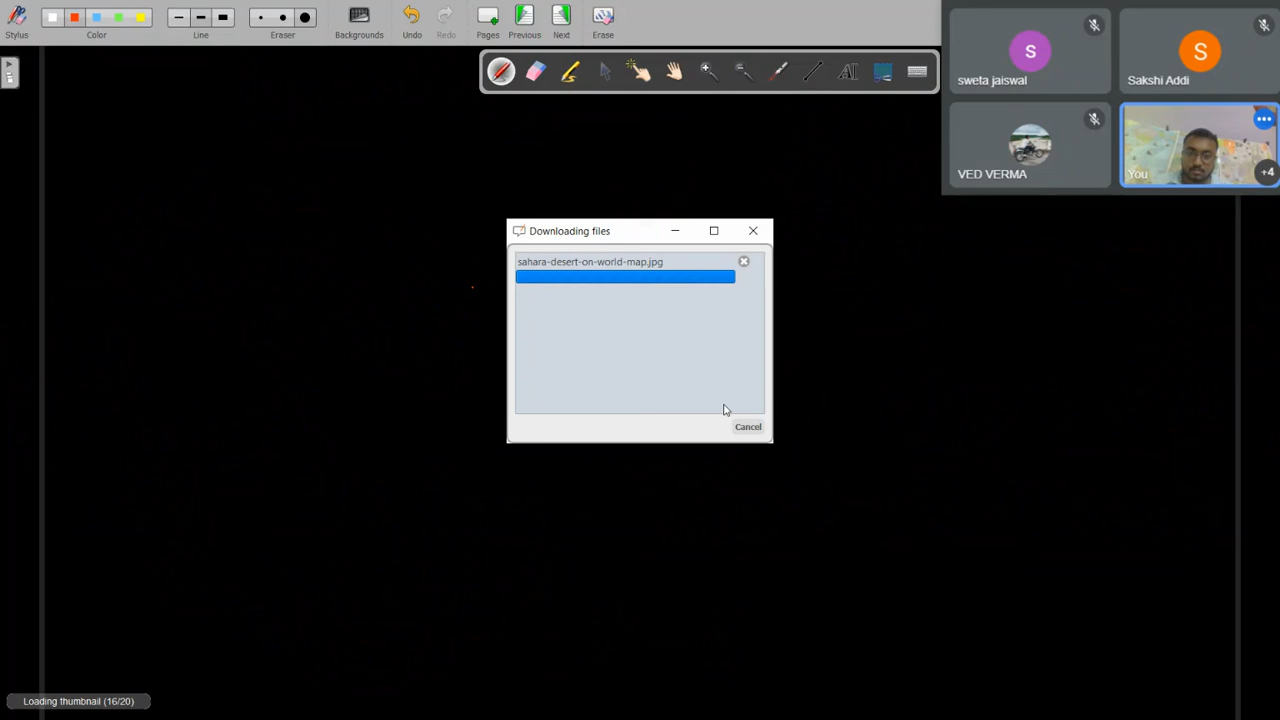 Stylus
Color
Line
Eraser
Backgrounds
Undo
Redo
Pages
Previous
Next
Erase
S
sweta jaiswal
S
Sakshi Addi
VED VERMA
You
+4
AI
Downloading files
sahara-desert-on-world-map.jpg
Cancel
Loading thumbnail (16/20)